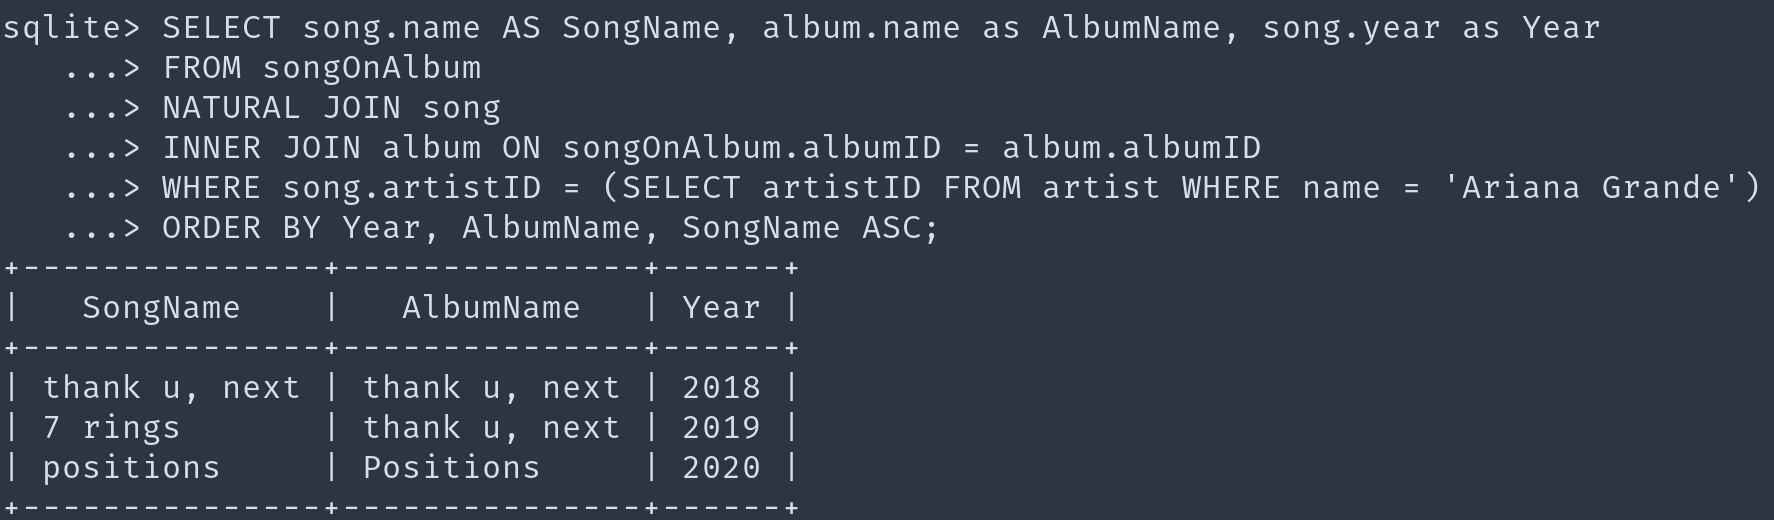 sqlite> SELECT song.name AS SongName, album.name as AlbumName, song.year as Year
   ...> FROM songOnAlbum
   ...> NATURAL JOIN song
   ...> INNER JOIN album ON songOnAlbum.albumID = album.albumID
   ...> WHERE song.artistID = (SELECT artistID FROM artist WHERE name = 'Ariana Grande')
   ...> ORDER BY Year, AlbumName, SongName ASC;
+---------------+---------------+------+
|   SongName    |   AlbumName   | Year |
+---------------+---------------+------+
| thank u, next | thank u, next | 2018 |
| 7 rings       | thank u, next | 2019 |
| positions     | Positions     | 2020 |
+---------------+---------------+------+